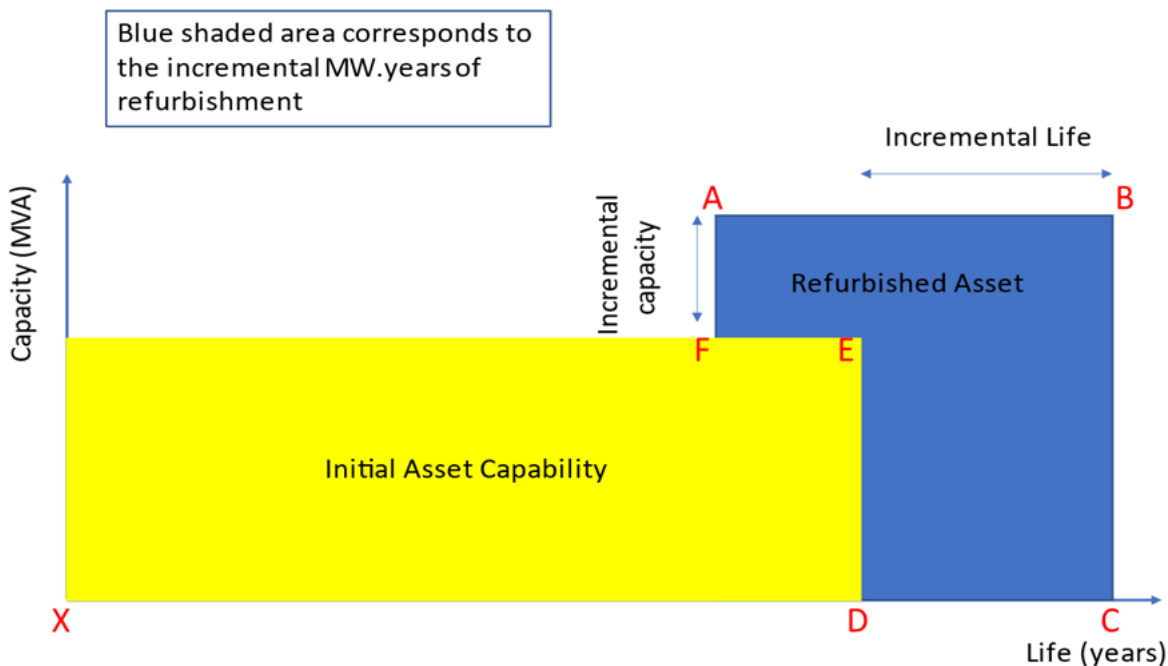 Blue shaded area corresponds to
the incremental MW.years of
refurbishment
Incremental Life
A
B
Capacity (MVA)
Incremental
capacity
Refurbished Asset
F
E
Initial Asset Capability
X
D
C
Life (years)